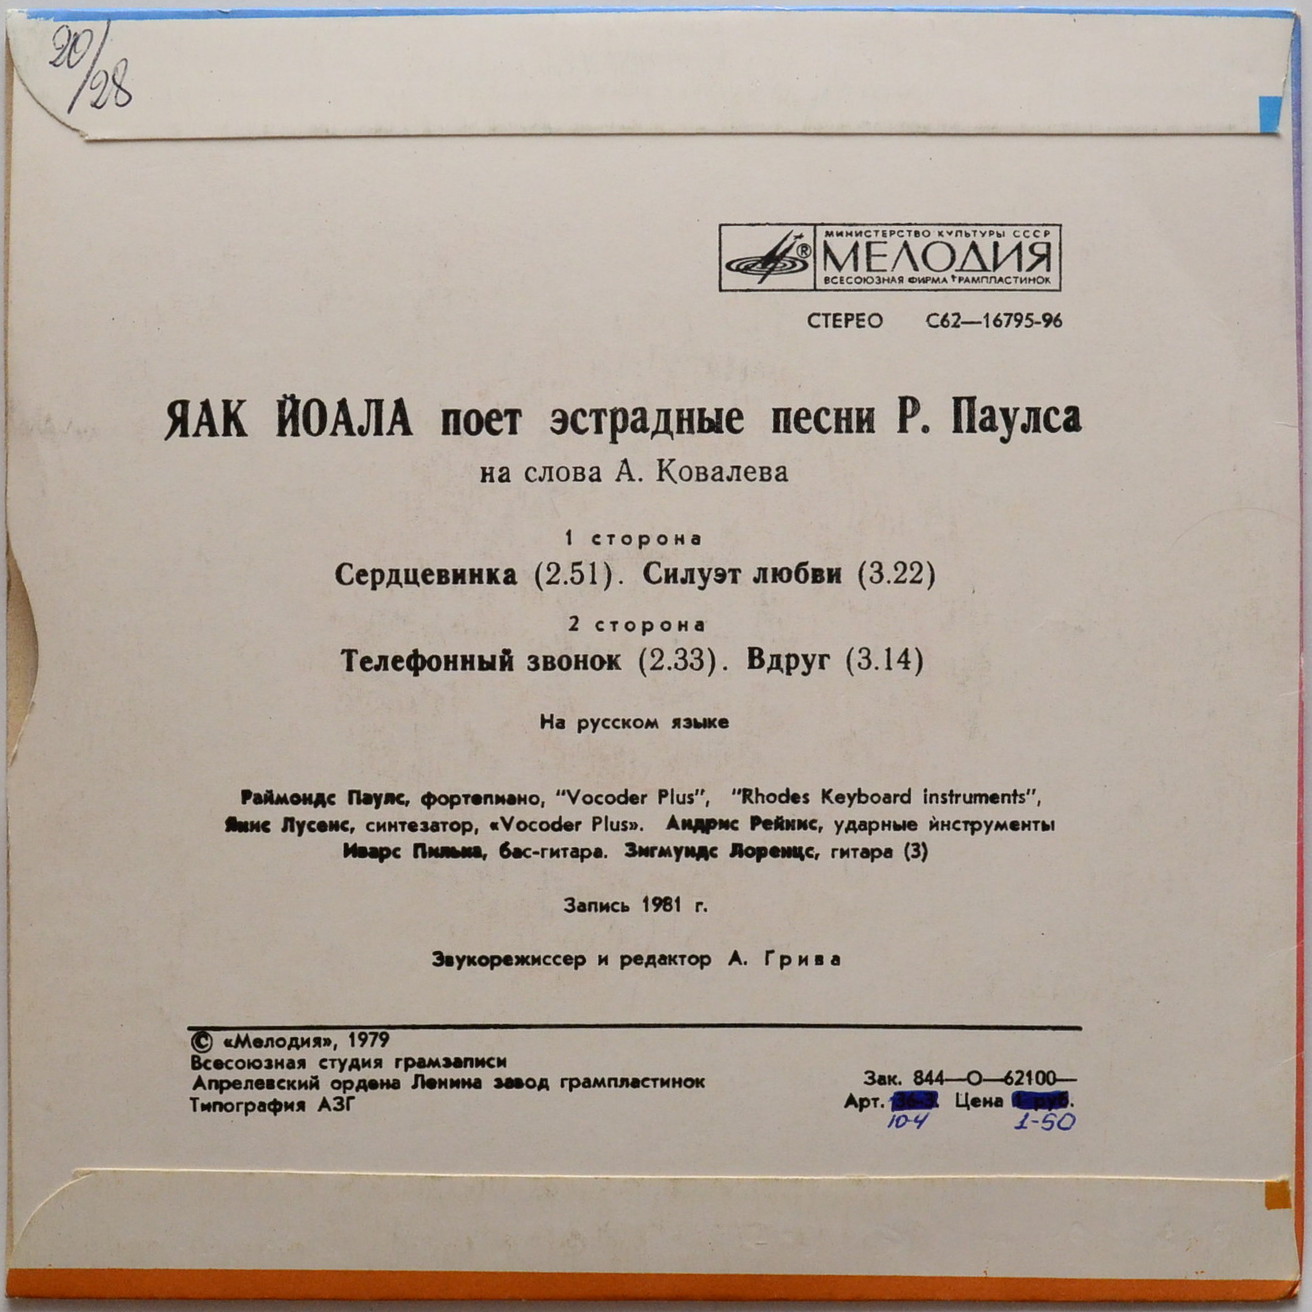 20/28
МИНИСТЕРСТВО КУЛЬТУРЫ СССР
МЕЛОДИЯ
®
ВСЕСОЮЗНАЯ ФИРМА ГРАМПЛАСТИНОК
СТЕРЕО С62—16795-96
ЯАК ЙОАЛА поет эстрадные песни Р. Паулса
на слова А. Ковалева
1 сторона
Сердцевинка (2.51). Силуэт любви (3.22)
2 сторона
Телефонный звонок (2.33). Вдруг (3.14)
На русском языке
Раймондс Паулс, фортепиано, "Vocoder Plus", "Rhodes Keyboard instruments",
Янис Лусенс, синтезатор, «Vocoder Plus». Андрис Рейнис, ударные инструменты
Иварс Пилька, бас-гитара. Зигмундс Лоренцс, гитара (3)
Запись 1981 г.
Звукорежиссер и редактор А. Грива
© «Мелодия», 1979
Всесоюзная студия грамзаписи
Апрелевский ордена Ленина завод грампластинок
Типография АЗГ
Зак. 844—О—62100—
Арт. 36-3. Цена 1 руб.
10-4 1-50